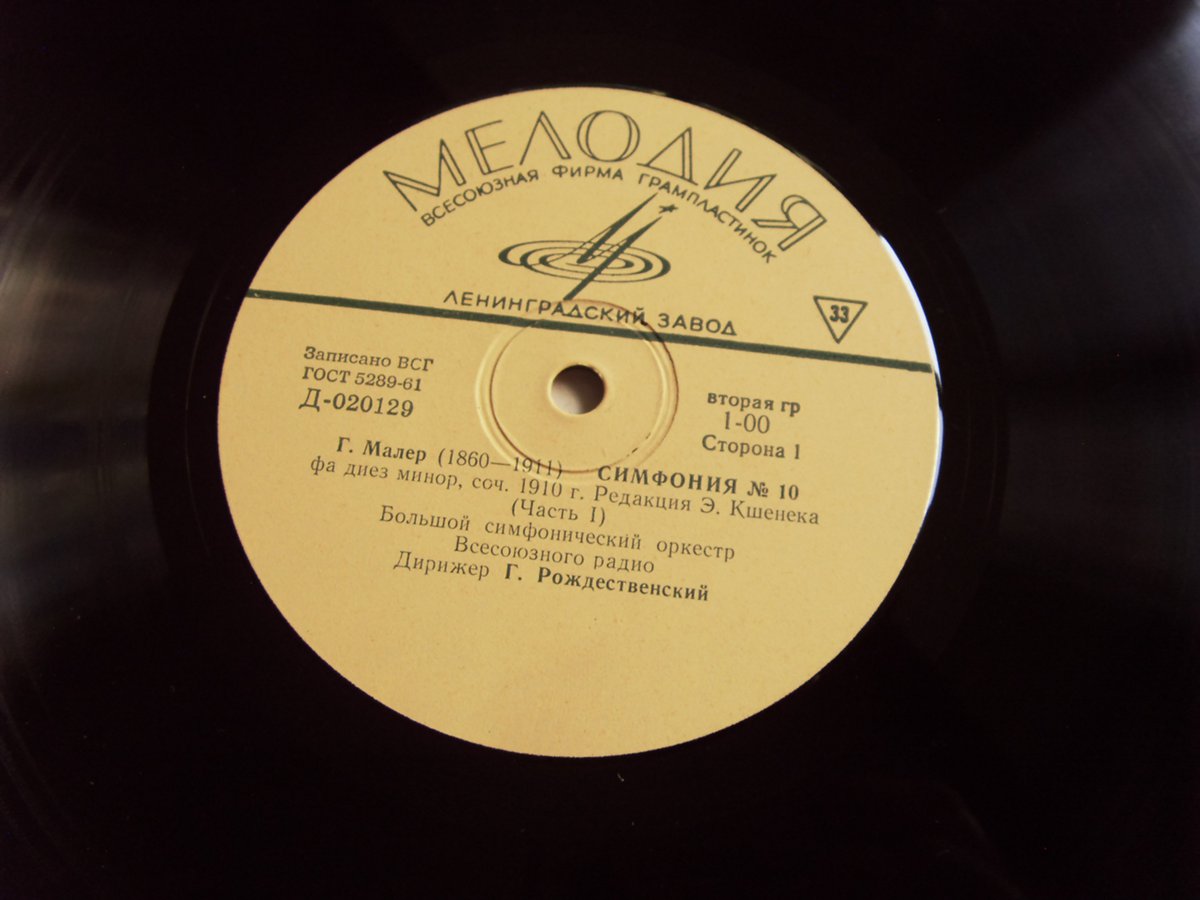 МЕЛОДИЯ
ВСЕСОЮЗНАЯ ФИРМА ГРАМПЛАСТИНОК
ЛЕНИНГРАДСКИЙ ЗАВОД
33
Записано ВСГ
ГОСТ 5289-61
Д-020129
вторая гр
1-00
Сторона 1
Г. Малер (1860—1911) СИМФОНИЯ № 10
фа диез минор, соч. 1910 г. Редакция Э. Кшенека
(Часть I)
Большой симфонический оркестр
Всесоюзного радио
Дирижер Г. Рождественский